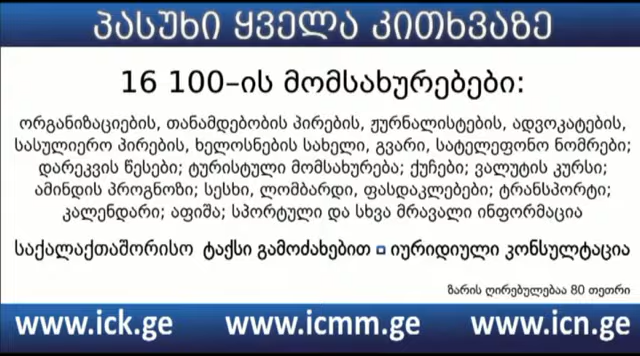 პასუხი ყველა კითხვაზე
16 100-ის მომსახურებები:
ორგანიზაციების, თანამდებობის პირების, ჟურნალისტების, ადვოკატების,
სასულიერო პირების, ხელოსნების სახელი, გვარი, სატელეფონო ნომრები;
დარეკვის წესები; ტურისტული მომსახურება; ქუჩები; ვალუტის კურსი;
ამინდის პროგნოზი; სესხი, ლომბარდი, ფასდაკლებები; ტრანსპორტი;
კალენდარი; აფიშა; სპორტული და სხვა მრავალი ინფორმაცია
საქალაქთაშორისო ტაქსი გამოძახებით ▫ იურიდიული კონსულტაცია
ზარის ღირებულებაა 80 თეთრი
www.ick.ge www.icmm.ge www.icn.ge